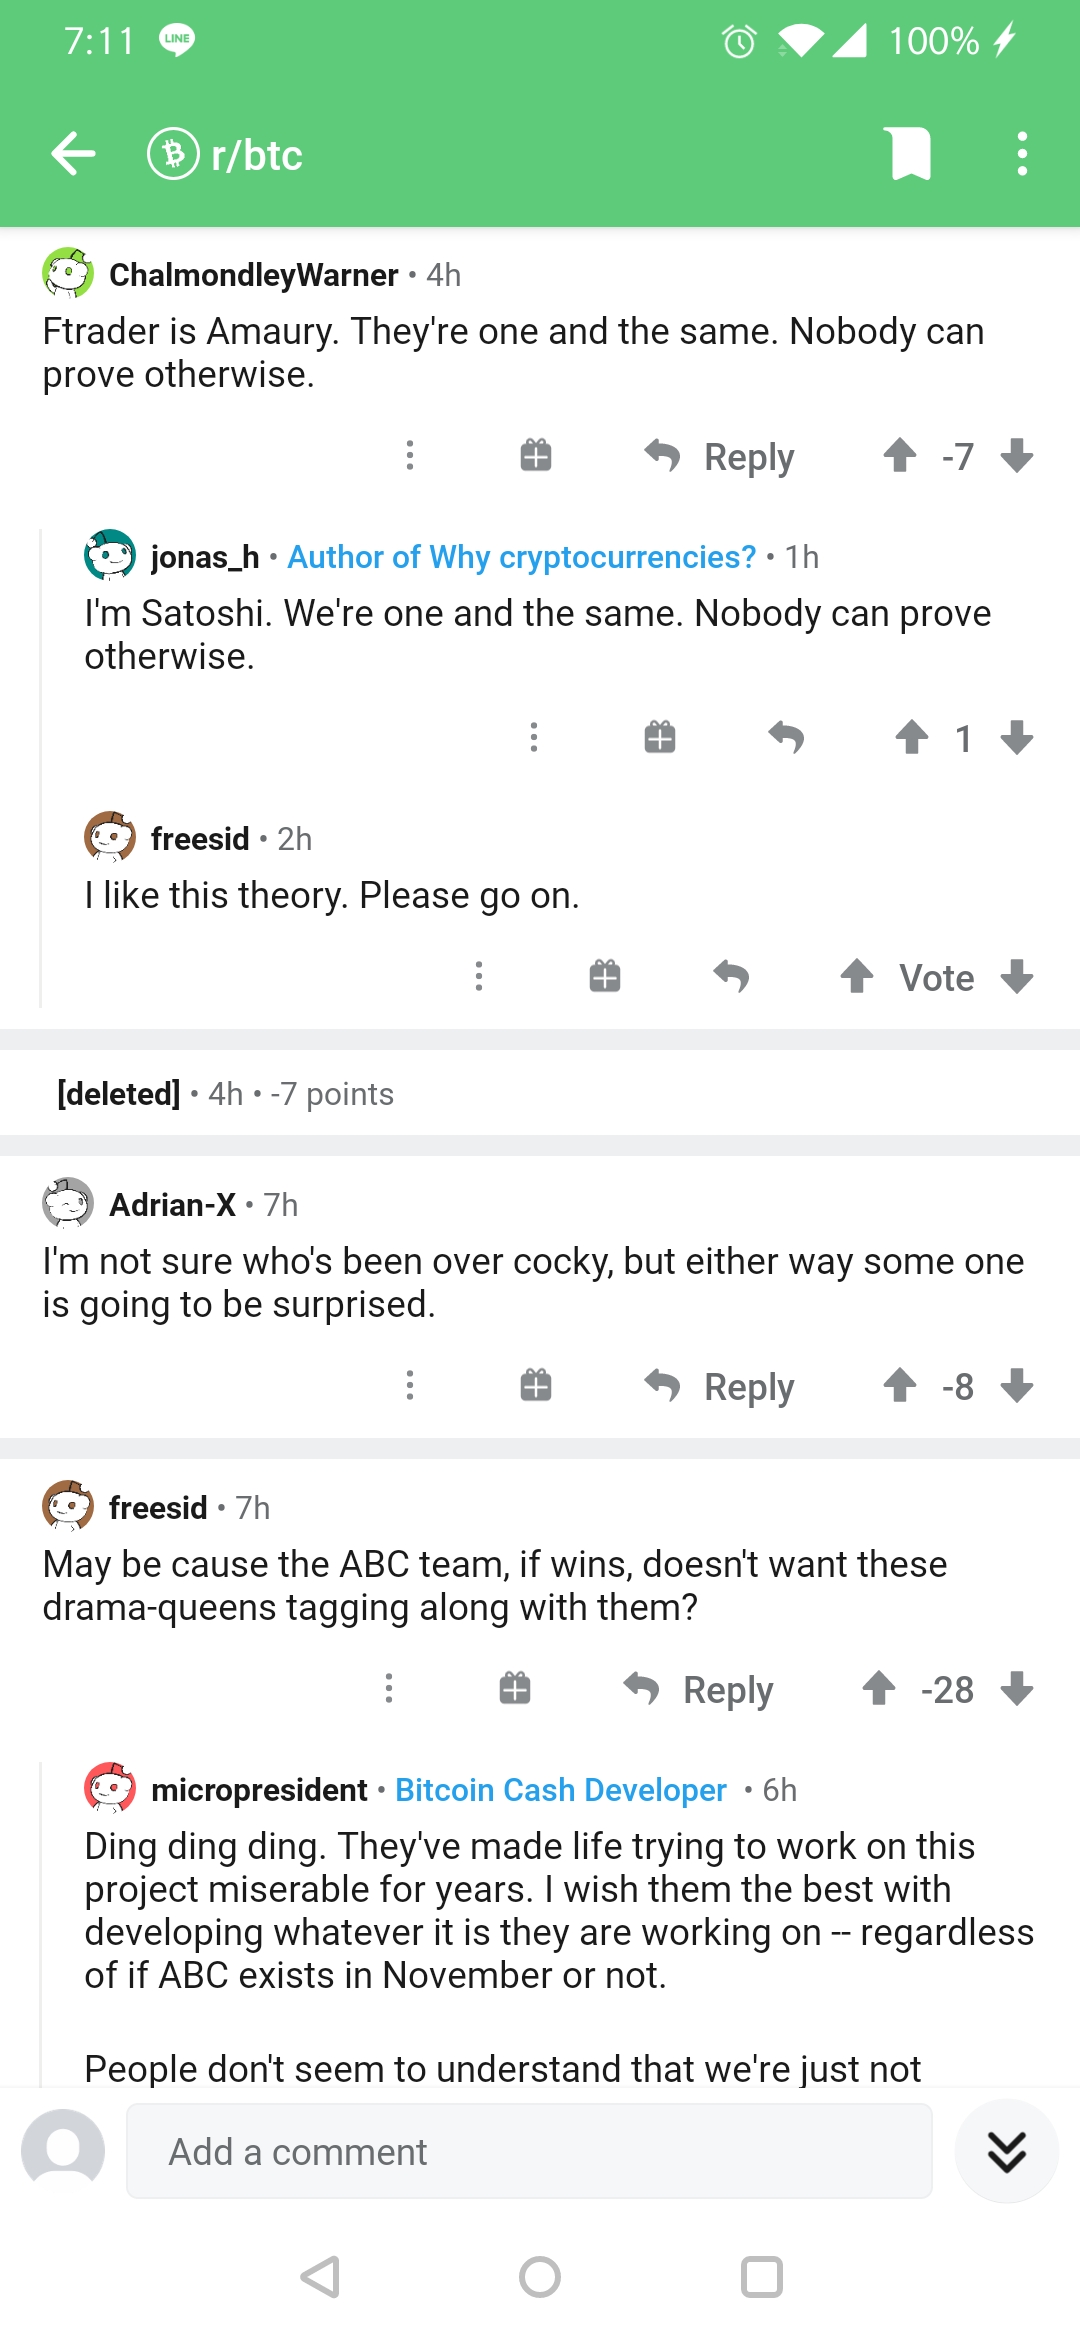 7:11 LINE 100%
r/btc
ChalmondleyWarner • 4h
Ftrader is Amaury. They're one and the same. Nobody can
prove otherwise.
Reply -7
jonas_h • Author of Why cryptocurrencies? • 1h
I'm Satoshi. We're one and the same. Nobody can prove
otherwise.
1
freesid • 2h
I like this theory. Please go on.
Vote
[deleted] • 4h • -7 points
Adrian-X • 7h
I'm not sure who's been over cocky, but either way some one
is going to be surprised.
Reply -8
freesid • 7h
May be cause the ABC team, if wins, doesn't want these
drama-queens tagging along with them?
Reply -28
micropresident • Bitcoin Cash Developer • 6h
Ding ding ding. They've made life trying to work on this
project miserable for years. I wish them the best with
developing whatever it is they are working on -- regardless
of if ABC exists in November or not.
People don't seem to understand that we're just not
Add a comment